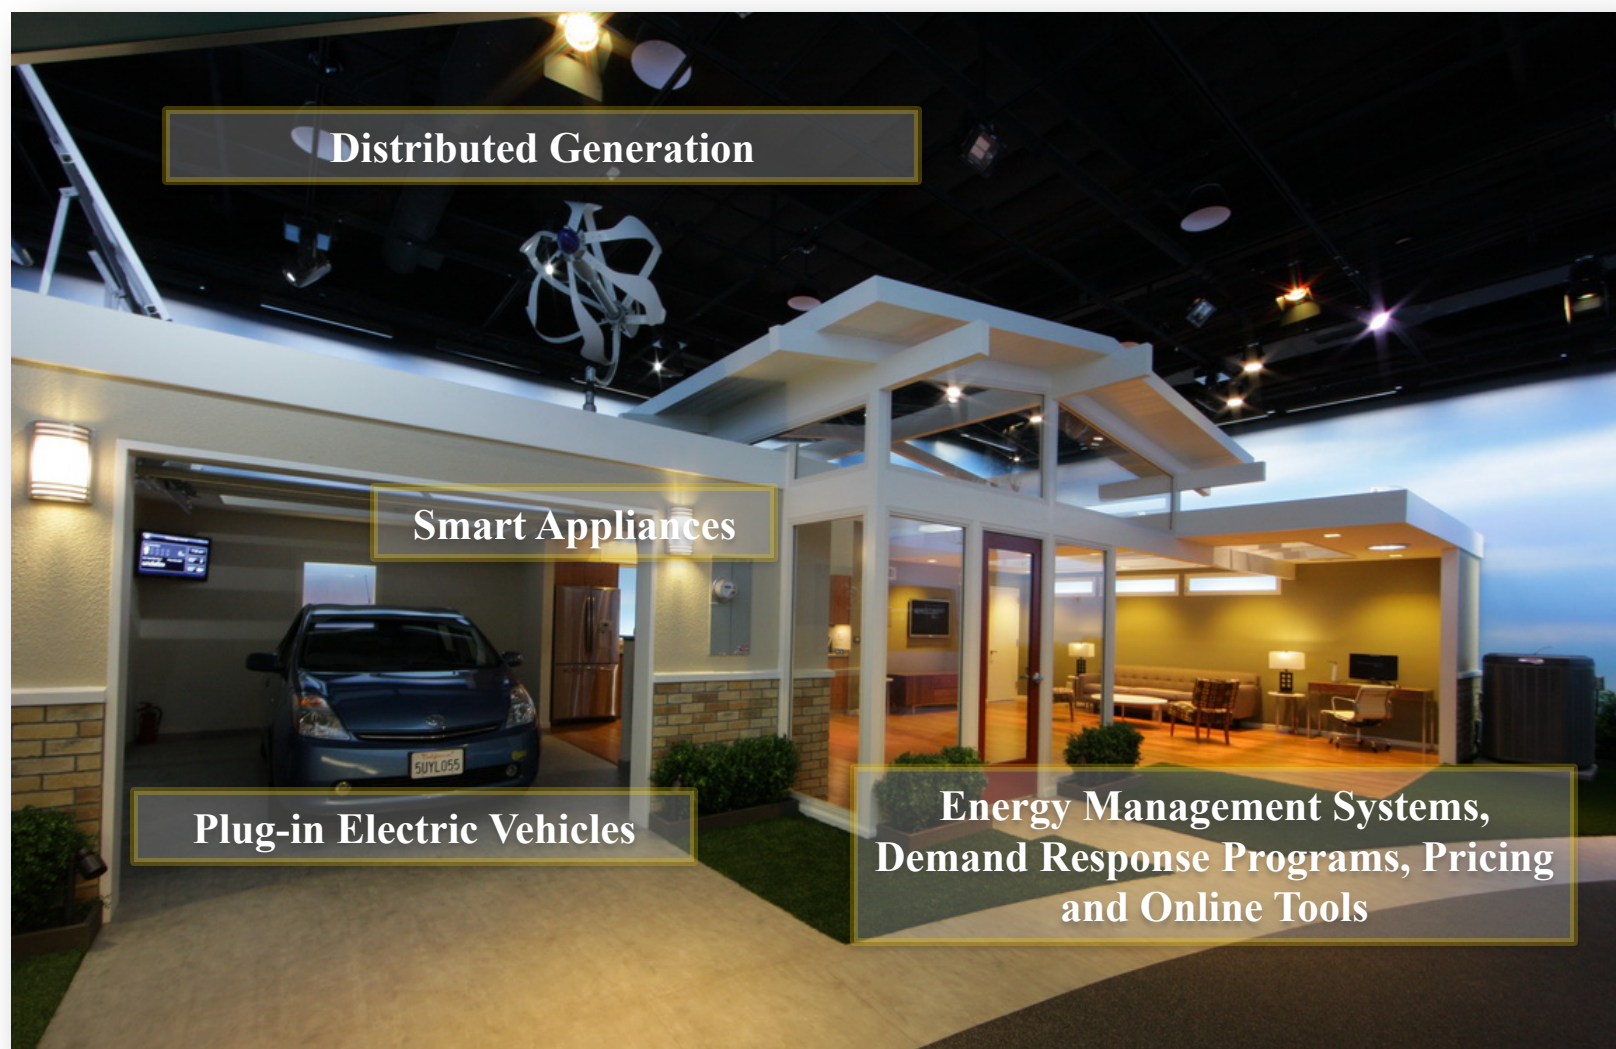 Distributed Generation
Smart Appliances
California
5UYL055
Plug-in Electric Vehicles
Energy Management Systems,
Demand Response Programs, Pricing
and Online Tools